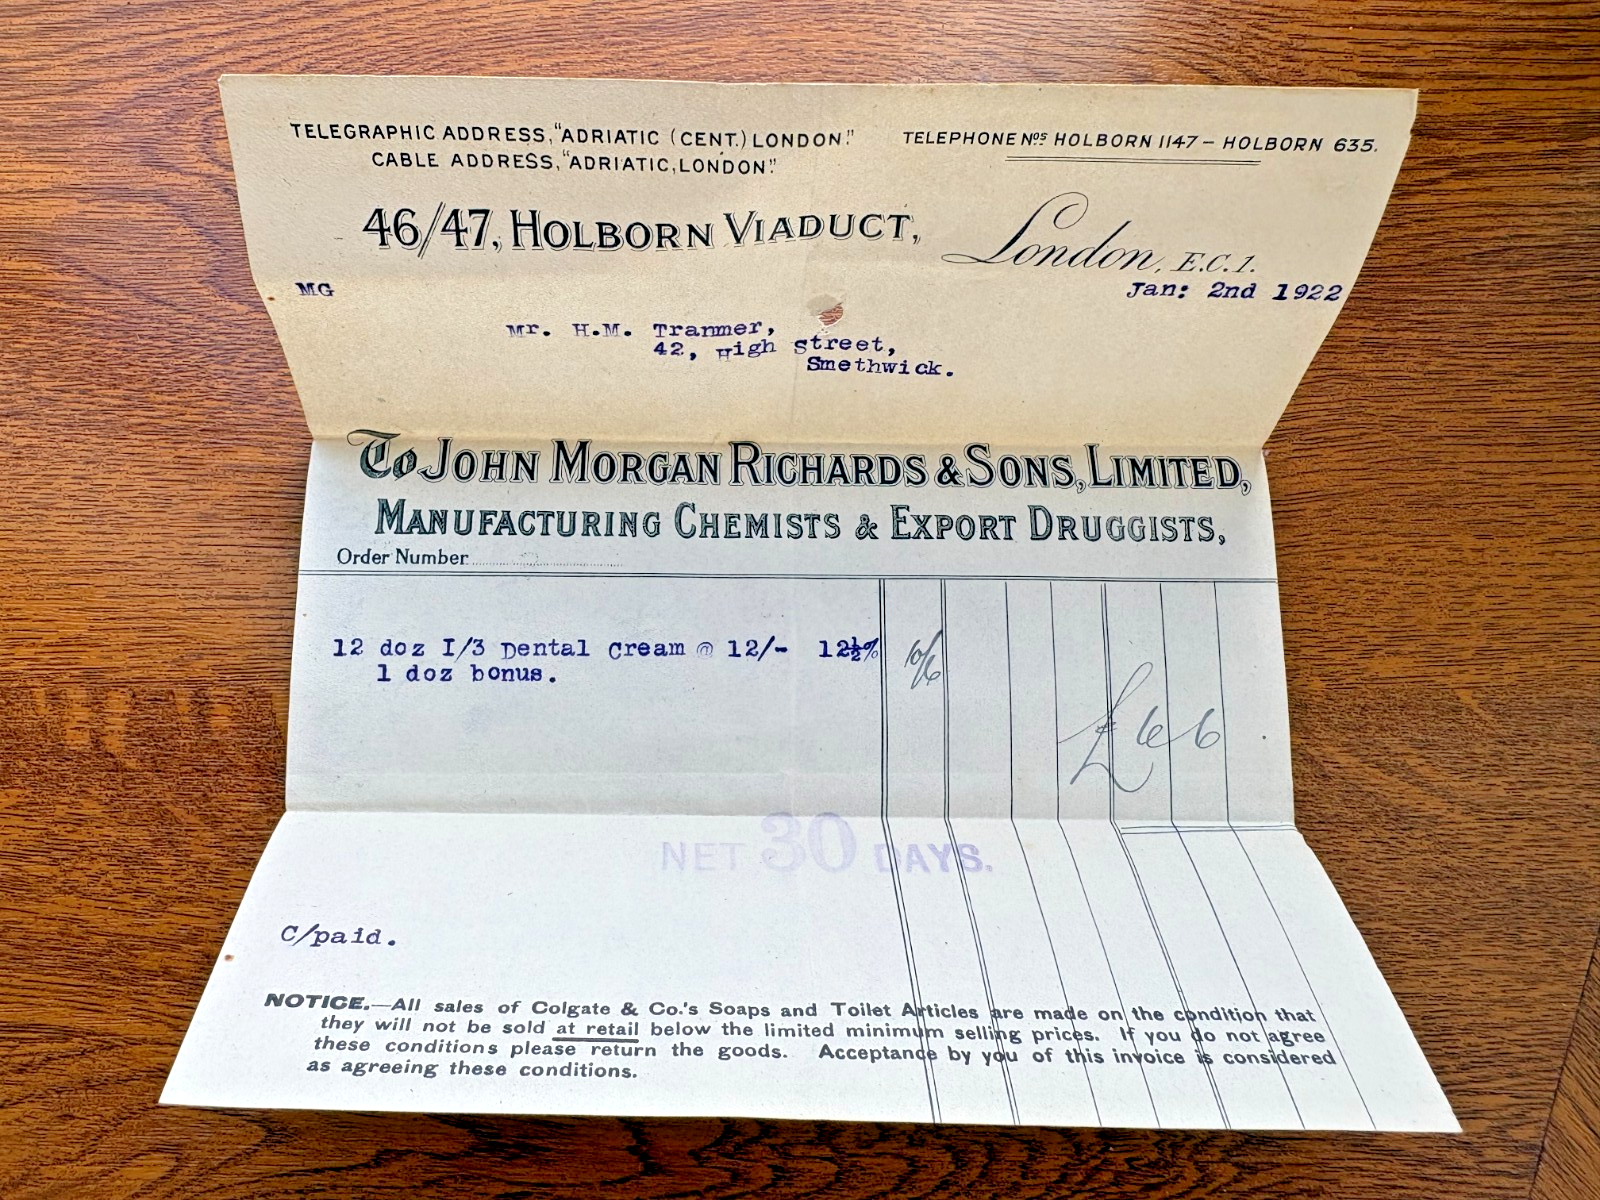 TELEGRAPHIC ADDRESS, "ADRIATIC (CENT.) LONDON."
CABLE ADDRESS, "ADRIATIC, LONDON."
TELEPHONE Nos HOLBORN 1147 – HOLBORN 635.
46/47, HOLBORN VIADUCT,
London, E.C.1.
MG
Jan: 2nd 1922
Mr. H.M. Tranmer,
42, High Street,
Smethwick.
To JOHN MORGAN RICHARDS & SONS, LIMITED,
MANUFACTURING CHEMISTS & EXPORT DRUGGISTS,
Order Number
12 doz I/3 Dental Cream @ 12/- 12½% 10/6
1 doz bonus.
£ 6 6
NET 30 DAYS.
C/paid.
NOTICE.—All sales of Colgate & Co.'s Soaps and Toilet Articles are made on the condition that
they will not be sold at retail below the limited minimum selling prices. If you do not agree
these conditions please return the goods. Acceptance by you of this invoice is considered
as agreeing these conditions.